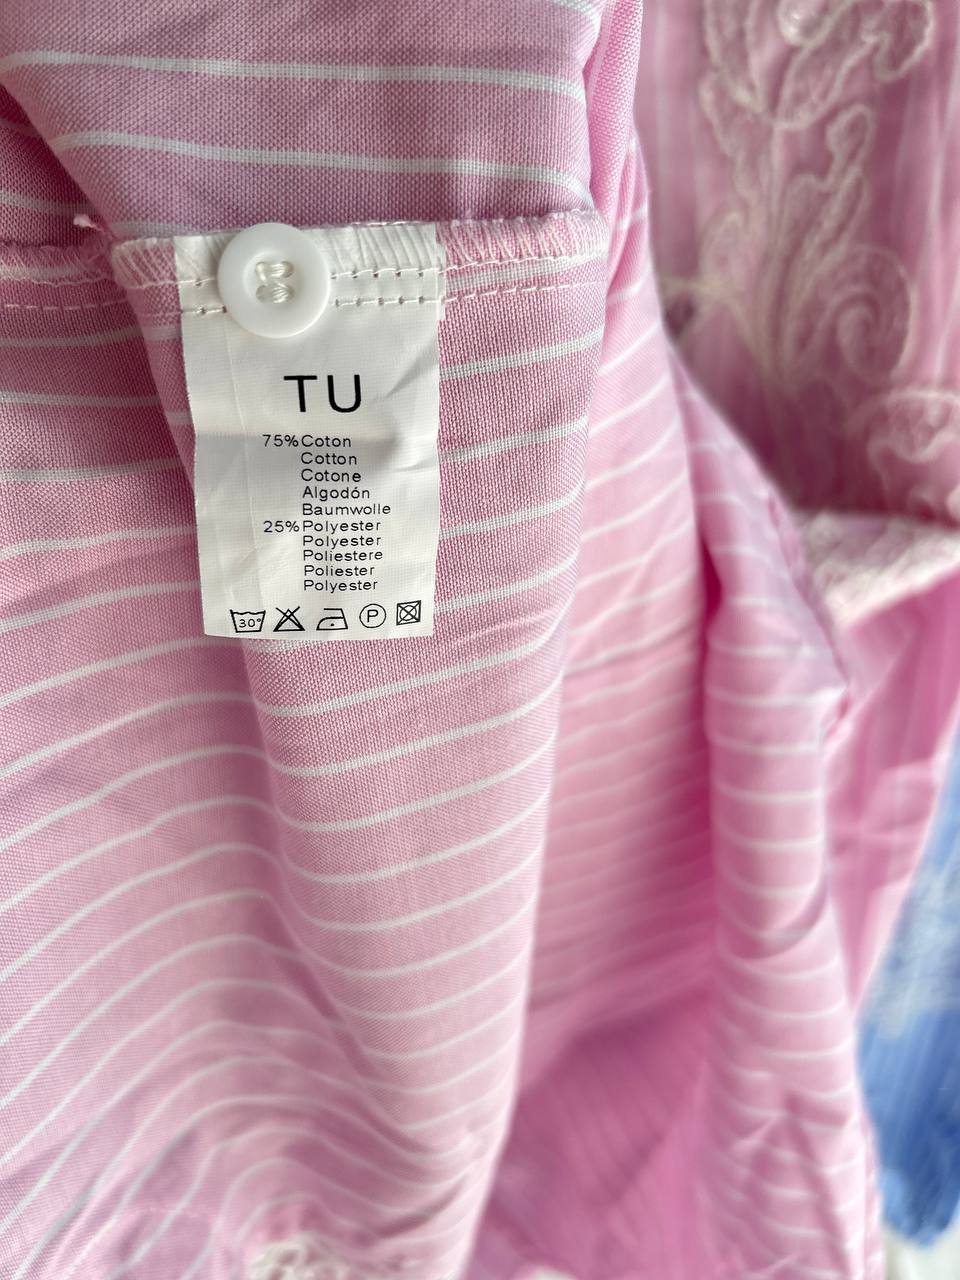 TU
75% Coton
Cotton
Cotone
Algodón
Baumwolle
25% Polyester
Polyester
Poliestere
Poliester
Polyester
30° P